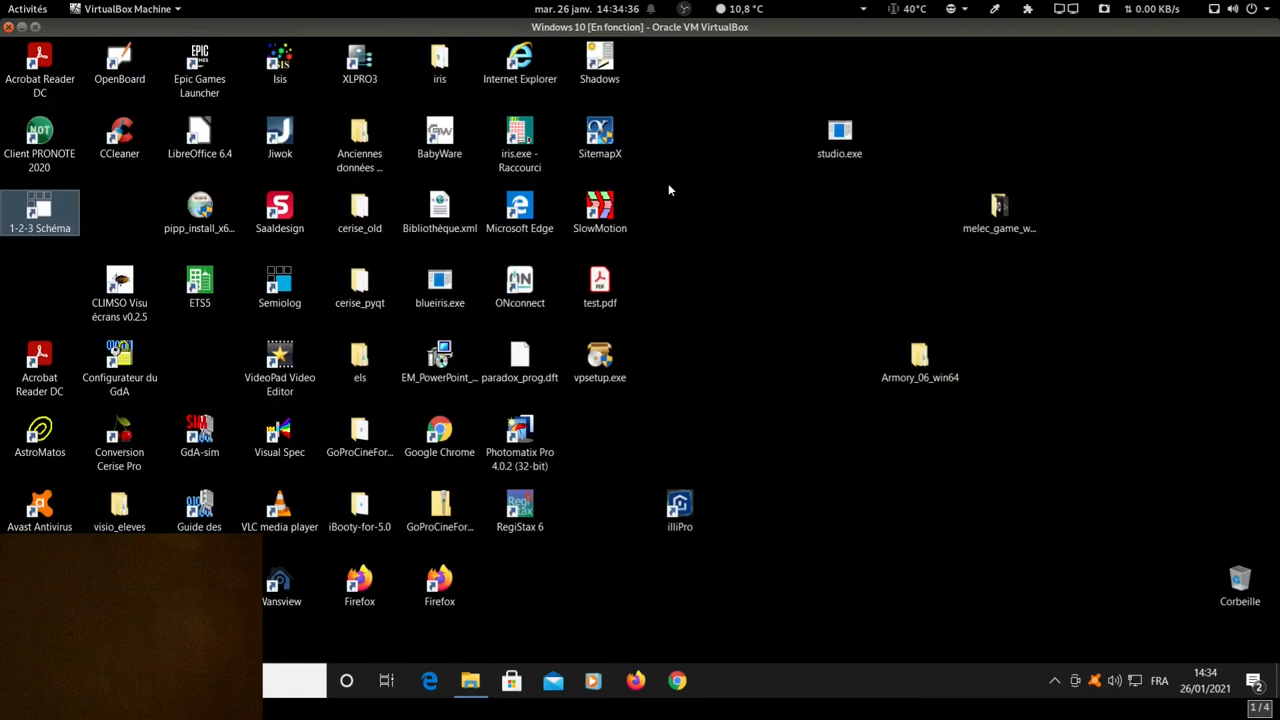 Activités
VirtualBox Machine
mar. 26 janv. 14:34:36
10,8 °C
40°C
0.00 KB/s
Windows 10 [En fonction] - Oracle VM VirtualBox
Acrobat Reader DC
OpenBoard
Epic Games Launcher
Isis
XLPRO3
iris
Internet Explorer
Shadows
Client PRONOTE 2020
CCleaner
LibreOffice 6.4
Jiwok
Anciennes données ...
BabyWare
iris.exe - Raccourci
SitemapX
studio.exe
1-2-3 Schéma
pipp_install_x6...
Saaldesign
cerise_old
Bibliothèque.xml
Microsoft Edge
SlowMotion
melec_game_w...
CLIMSO Visu écrans v0.2.5
ETS5
Semiolog
cerise_pyqt
blueiris.exe
ONconnect
test.pdf
Acrobat Reader DC
Configurateur du GdA
VideoPad Video Editor
els
EM_PowerPoint_...
paradox_prog.dft
vpsetup.exe
Armory_06_win64
AstroMatos
Conversion Cerise Pro
GdA-sim
Visual Spec
GoProCineFor...
Google Chrome
Photomatix Pro 4.0.2 (32-bit)
Avast Antivirus
visio_eleves
Guide des
VLC media player
iBooty-for-5.0
GoProCineFor...
RegiStax 6
illiPro
Wansview
Firefox
Firefox
Corbeille
FRA
14:34
26/01/2021
2
1 / 4